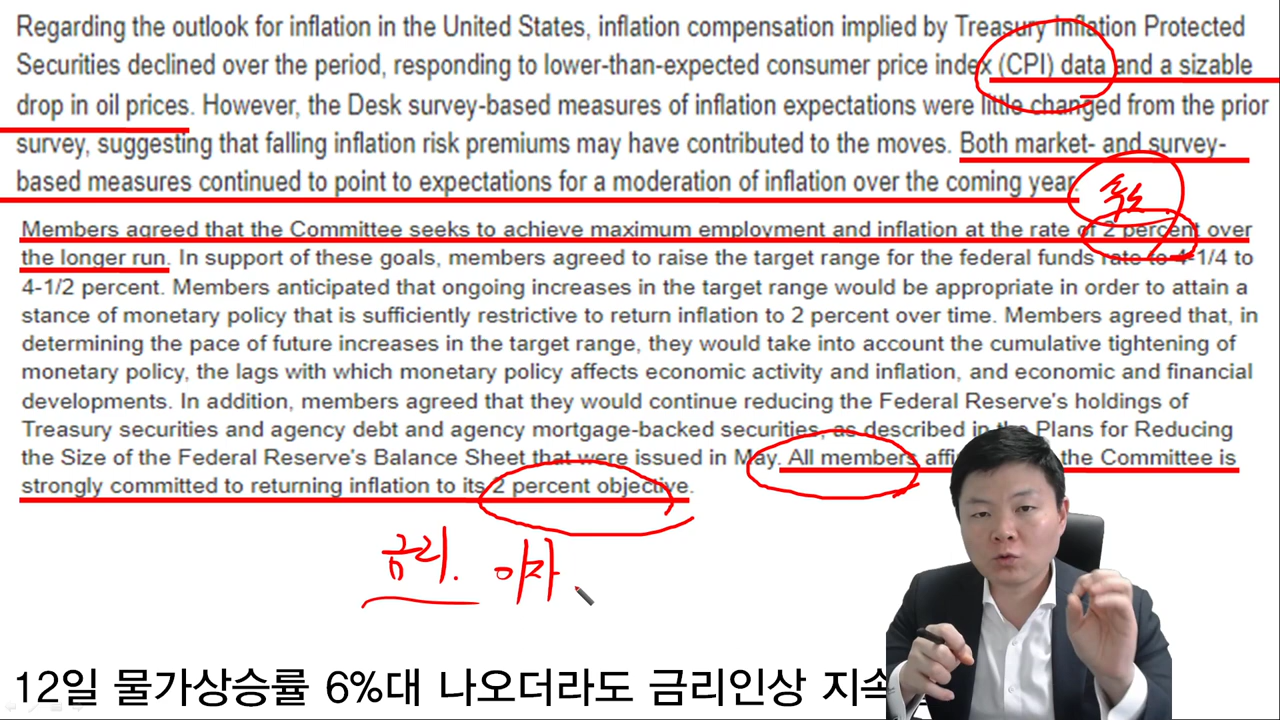 Regarding the outlook for inflation in the United States, inflation compensation implied by Treasury Inflation Protected
Securities declined over the period, responding to lower-than-expected consumer price index (CPI) data and a sizable
drop in oil prices. However, the Desk survey-based measures of inflation expectations were little changed from the prior
survey, suggesting that falling inflation risk premiums may have contributed to the moves. Both market- and survey-
based measures continued to point to expectations for a moderation of inflation over the coming year.
Members agreed that the Committee seeks to achieve maximum employment and inflation at the rate of 2 percent over
the longer run. In support of these goals, members agreed to raise the target range for the federal funds rate to 4-1/4 to
4-1/2 percent. Members anticipated that ongoing increases in the target range would be appropriate in order to attain a
stance of monetary policy that is sufficiently restrictive to return inflation to 2 percent over time. Members agreed that, in
determining the pace of future increases in the target range, they would take into account the cumulative tightening of
monetary policy, the lags with which monetary policy affects economic activity and inflation, and economic and financial
developments. In addition, members agreed that they would continue reducing the Federal Reserve's holdings of
Treasury securities and agency debt and agency mortgage-backed securities, as described in the Plans for Reducing
the Size of the Federal Reserve's Balance Sheet that were issued in May. All members the Committee is
strongly committed to returning inflation to its 2 percent objective.
금리. 이자
12일 물가상승률 6%대 나오더라도 금리인상 지속